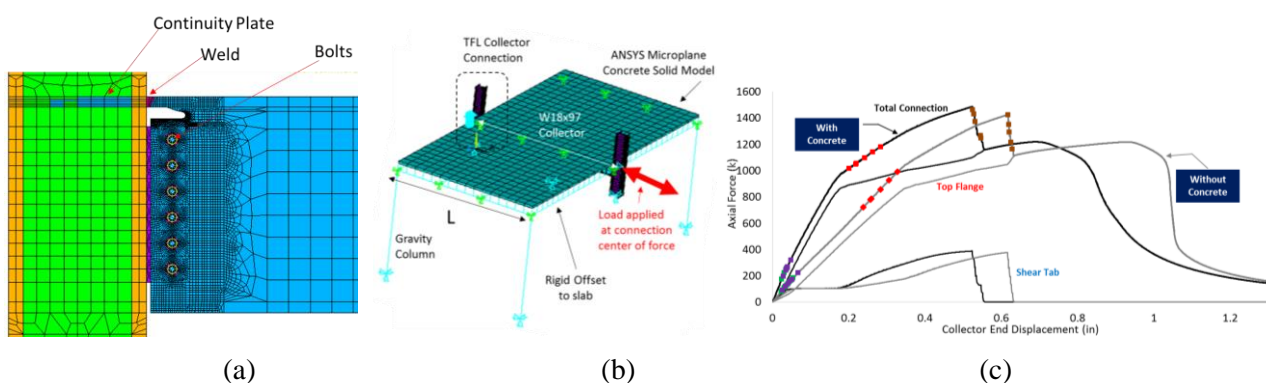 Continuity Plate
Weld
Bolts
(a)
TFL Collector
Connection
ANSYS Microplane
Concrete Solid Model
W18x97
Collector
L
Load applied
at connection
center of force
Gravity
Column
Rigid Offset
to slab
(b)
1600
1400
1200
1000
800
600
400
200
0
Axial Force (k)
Total Connection
With
Concrete
Top Flange
Without
Concrete
Shear Tab
0
0.2
0.4
0.6
0.8
1
1.2
Collector End Displacement (in)
(c)